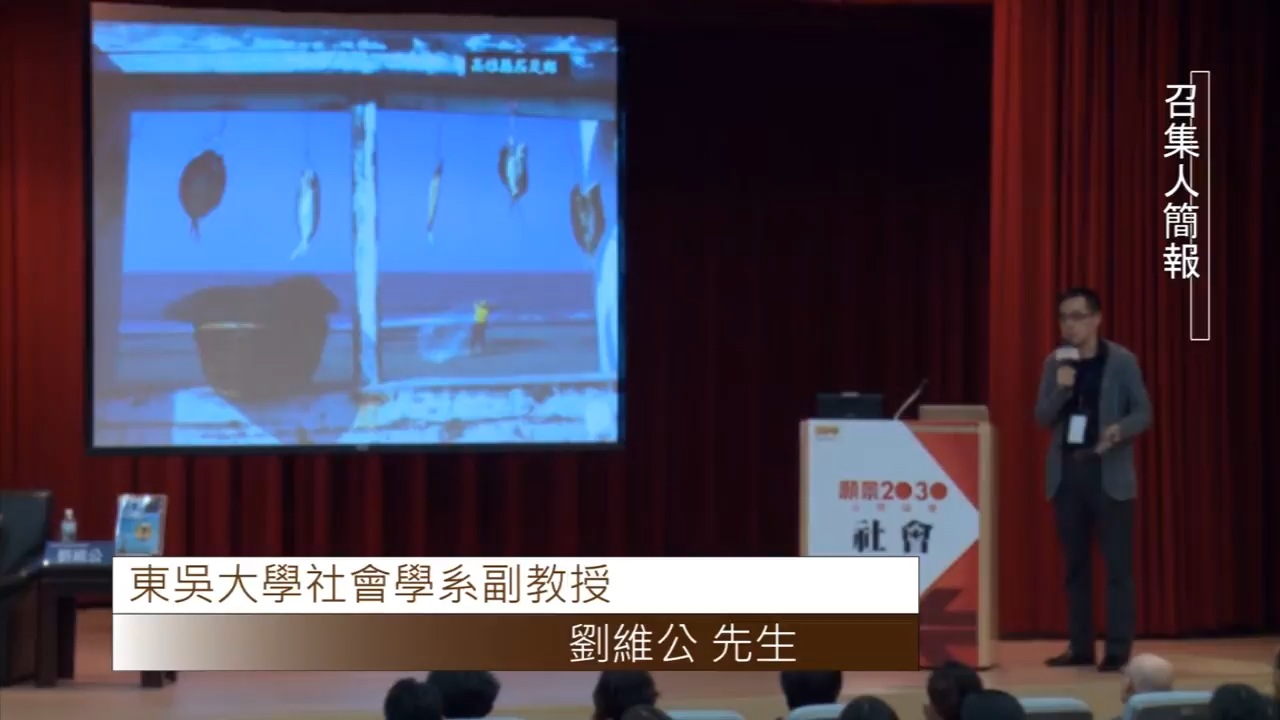 召集人簡報
願景2030
社會
劉維公
東吳大學社會學系副教授
劉維公 先生